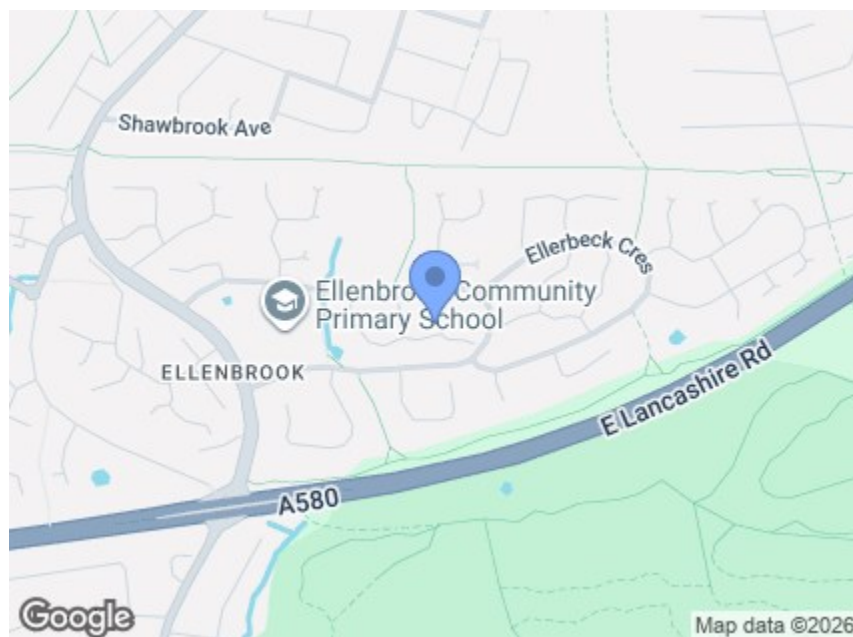 Shawbrook Ave
Ellerbeck Cres
Ellenbrook Community
Primary School
ELLENBROOK
E Lancashire Rd
A580
Google
Map data ©2026